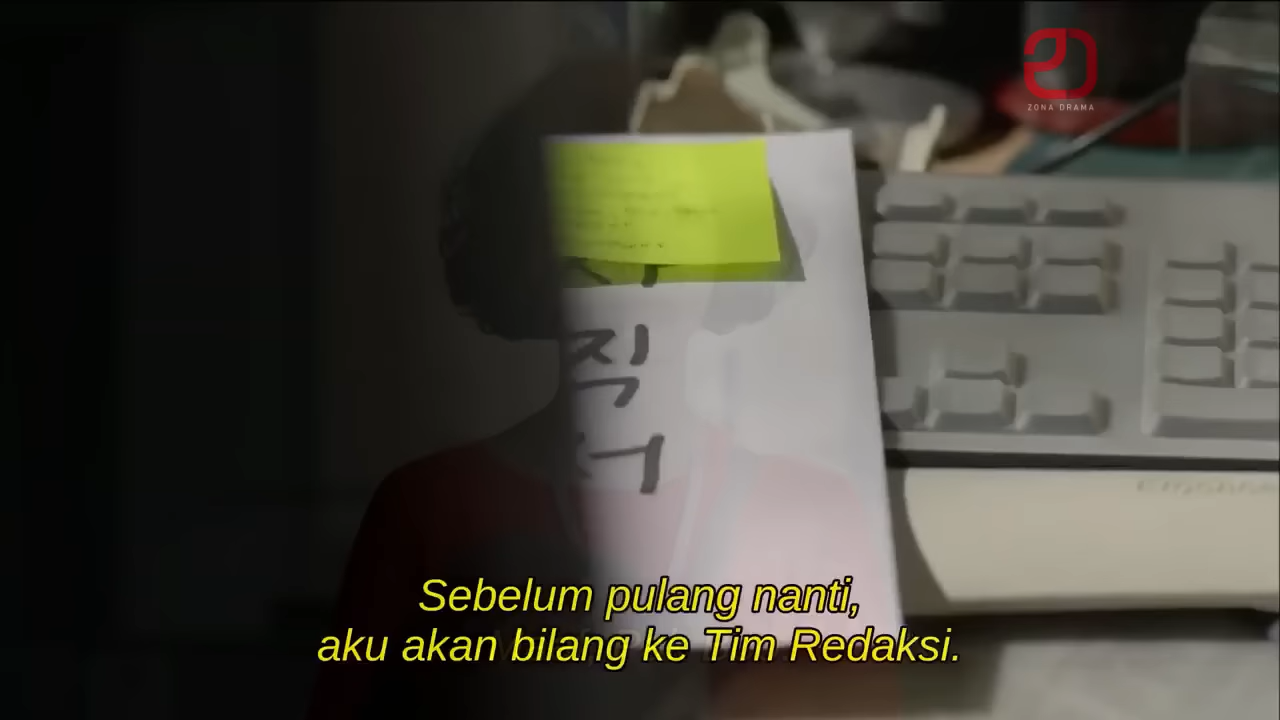 ZONA DRAMA
직
서
Sebelum pulang nanti,
aku akan bilang ke Tim Redaksi.